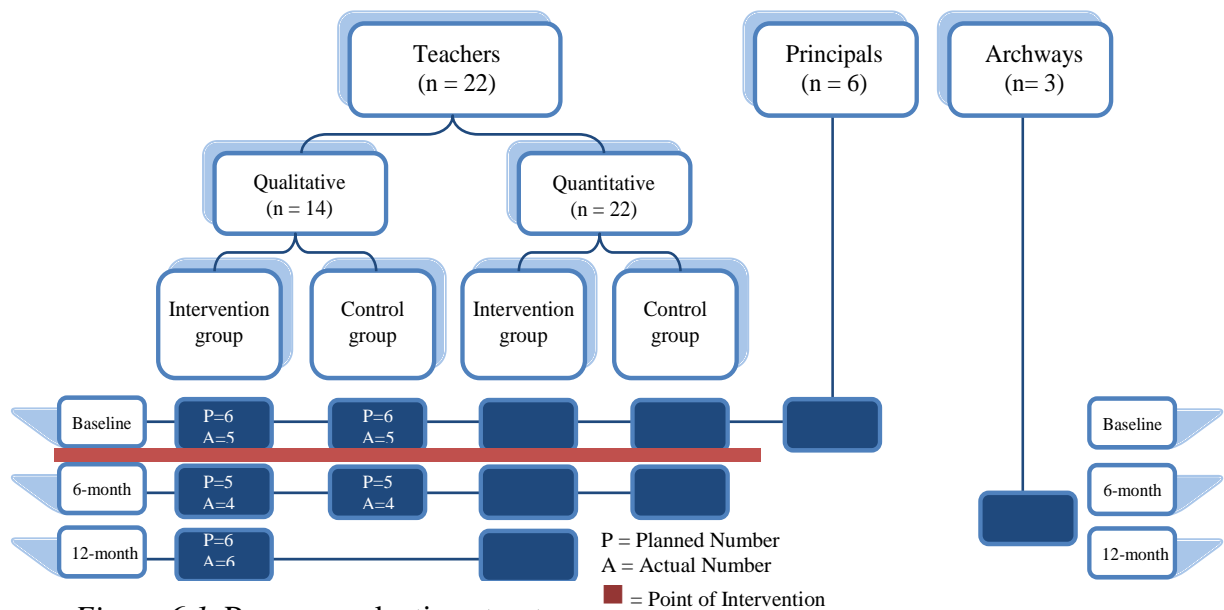 Teachers
(n = 22)
Principals
(n = 6)
Archways
(n= 3)
Qualitative
(n = 14)
Quantitative
(n = 22)
Intervention
group
Control
group
Intervention
group
Control
group
Baseline
P=6
A=5
P=6
A=5
Baseline
6-month
P=5
A=4
P=5
A=4
6-month
12-month
P=6
A=6
12-month
P = Planned Number
A = Actual Number
= Point of Intervention